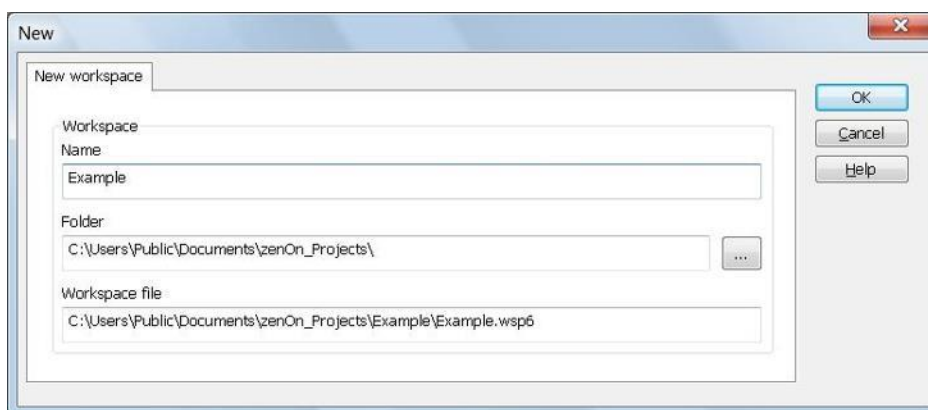 New
New workspace
OK
Workspace
Cancel
Name
Example
Help
Folder
C:\Users\Public\Documents\zenOn_Projects\
...
Workspace file
C:\Users\Public\Documents\zenOn_Projects\Example\Example.wsp6